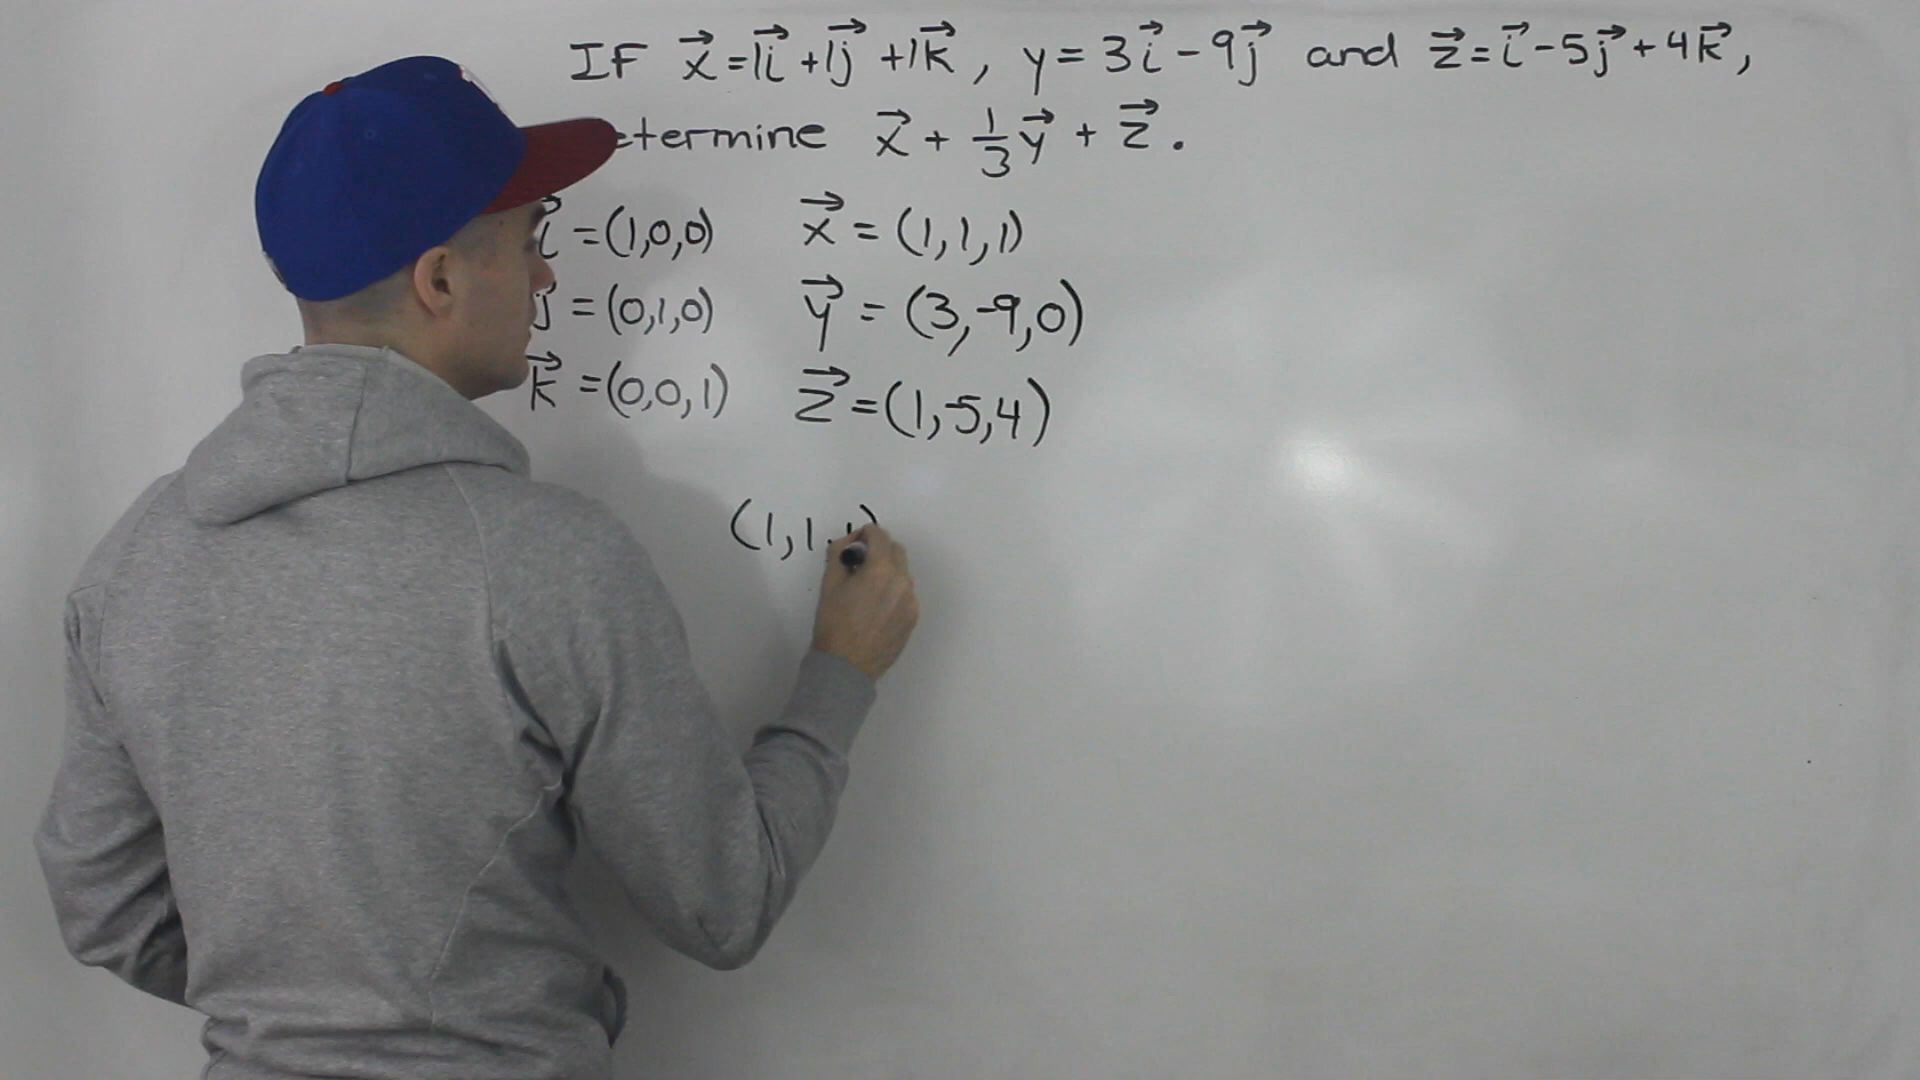 IF x⃗ = 1i⃗ + 1j⃗ + 1k⃗, y = 3i⃗ - 9j⃗ and z⃗ = i⃗ - 5j⃗ + 4k⃗,
etermine x⃗ + 1/3 y⃗ + z⃗.
i⃗ = (1,0,0) x⃗ = (1,1,1)
j = (0,1,0) y⃗ = (3,-9,0)
k⃗ = (0,0,1) z⃗ = (1,-5,4)
(1,1,1)